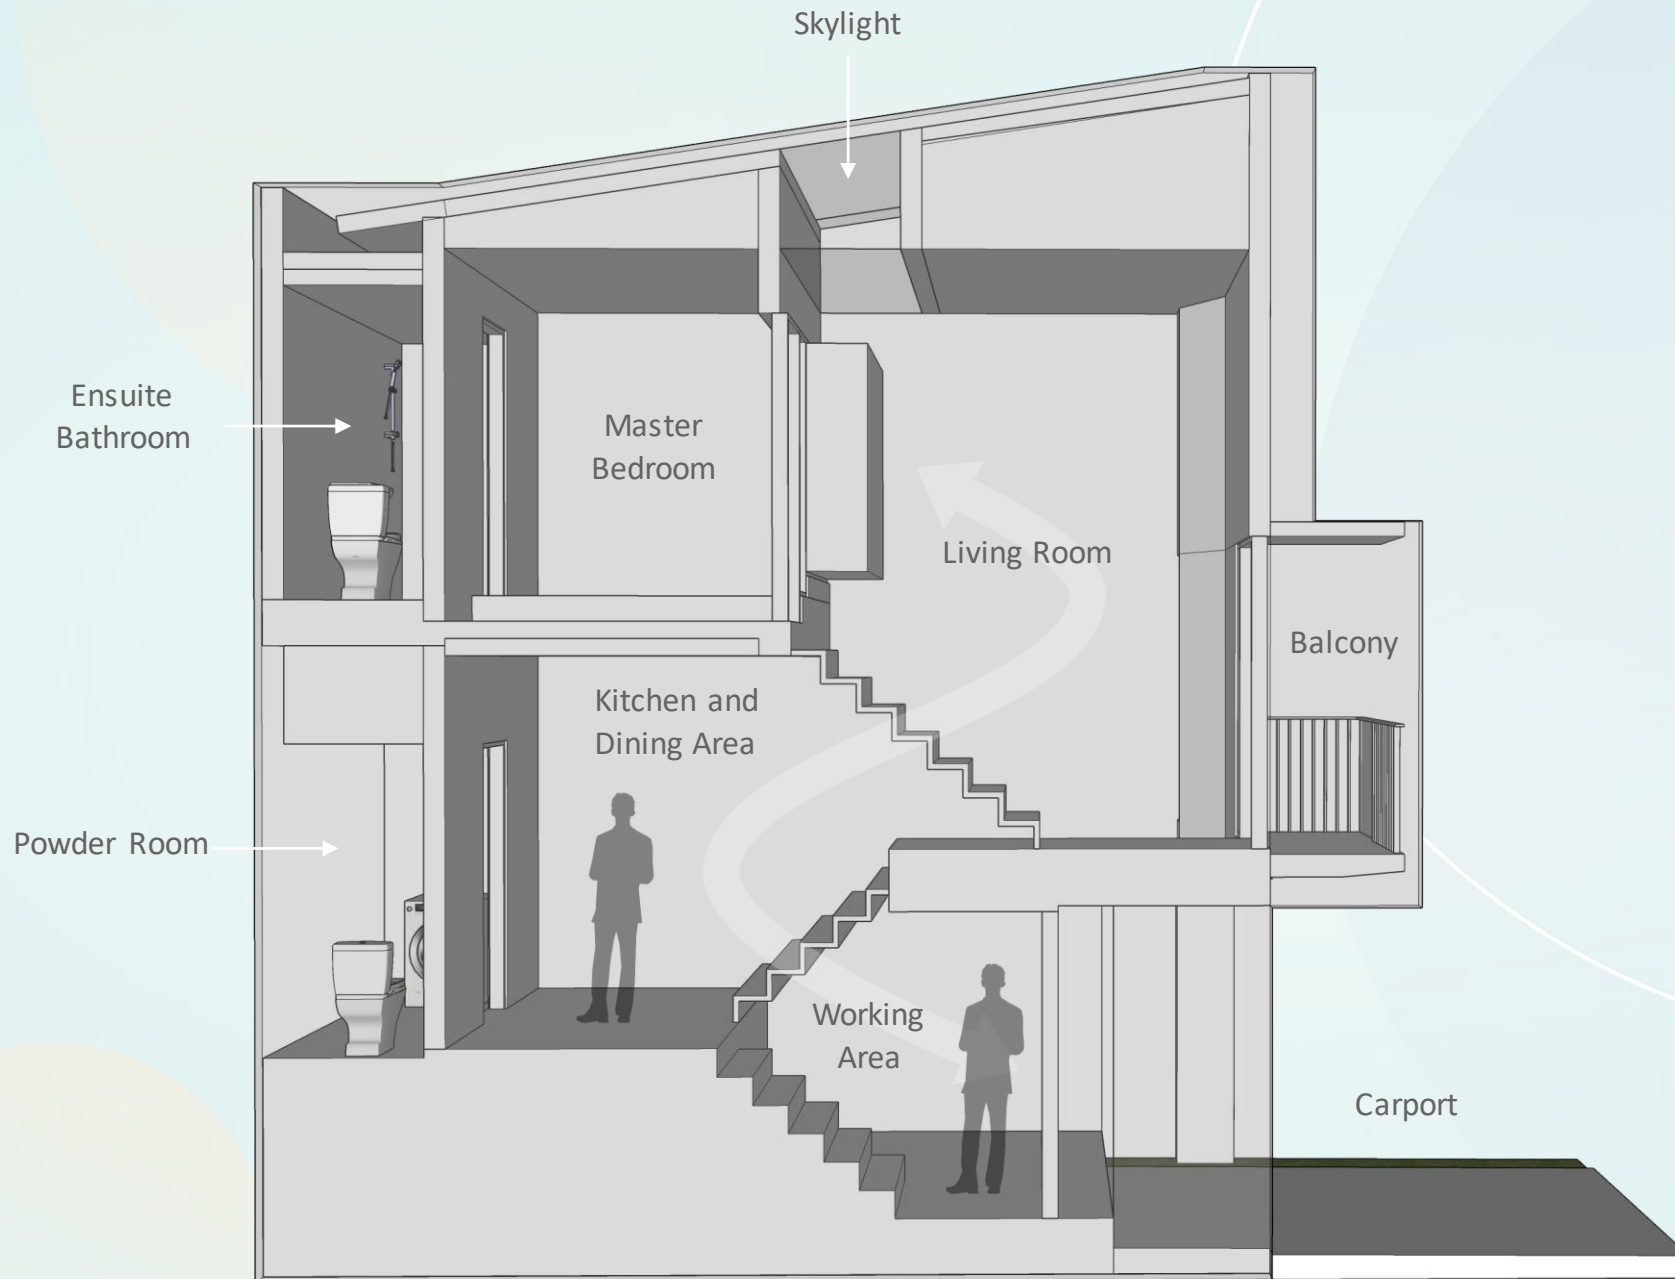 Skylight
Ensuite
Bathroom
Master
Bedroom
Living Room
Balcony
Kitchen and
Dining Area
Powder Room
Working
Area
Carport